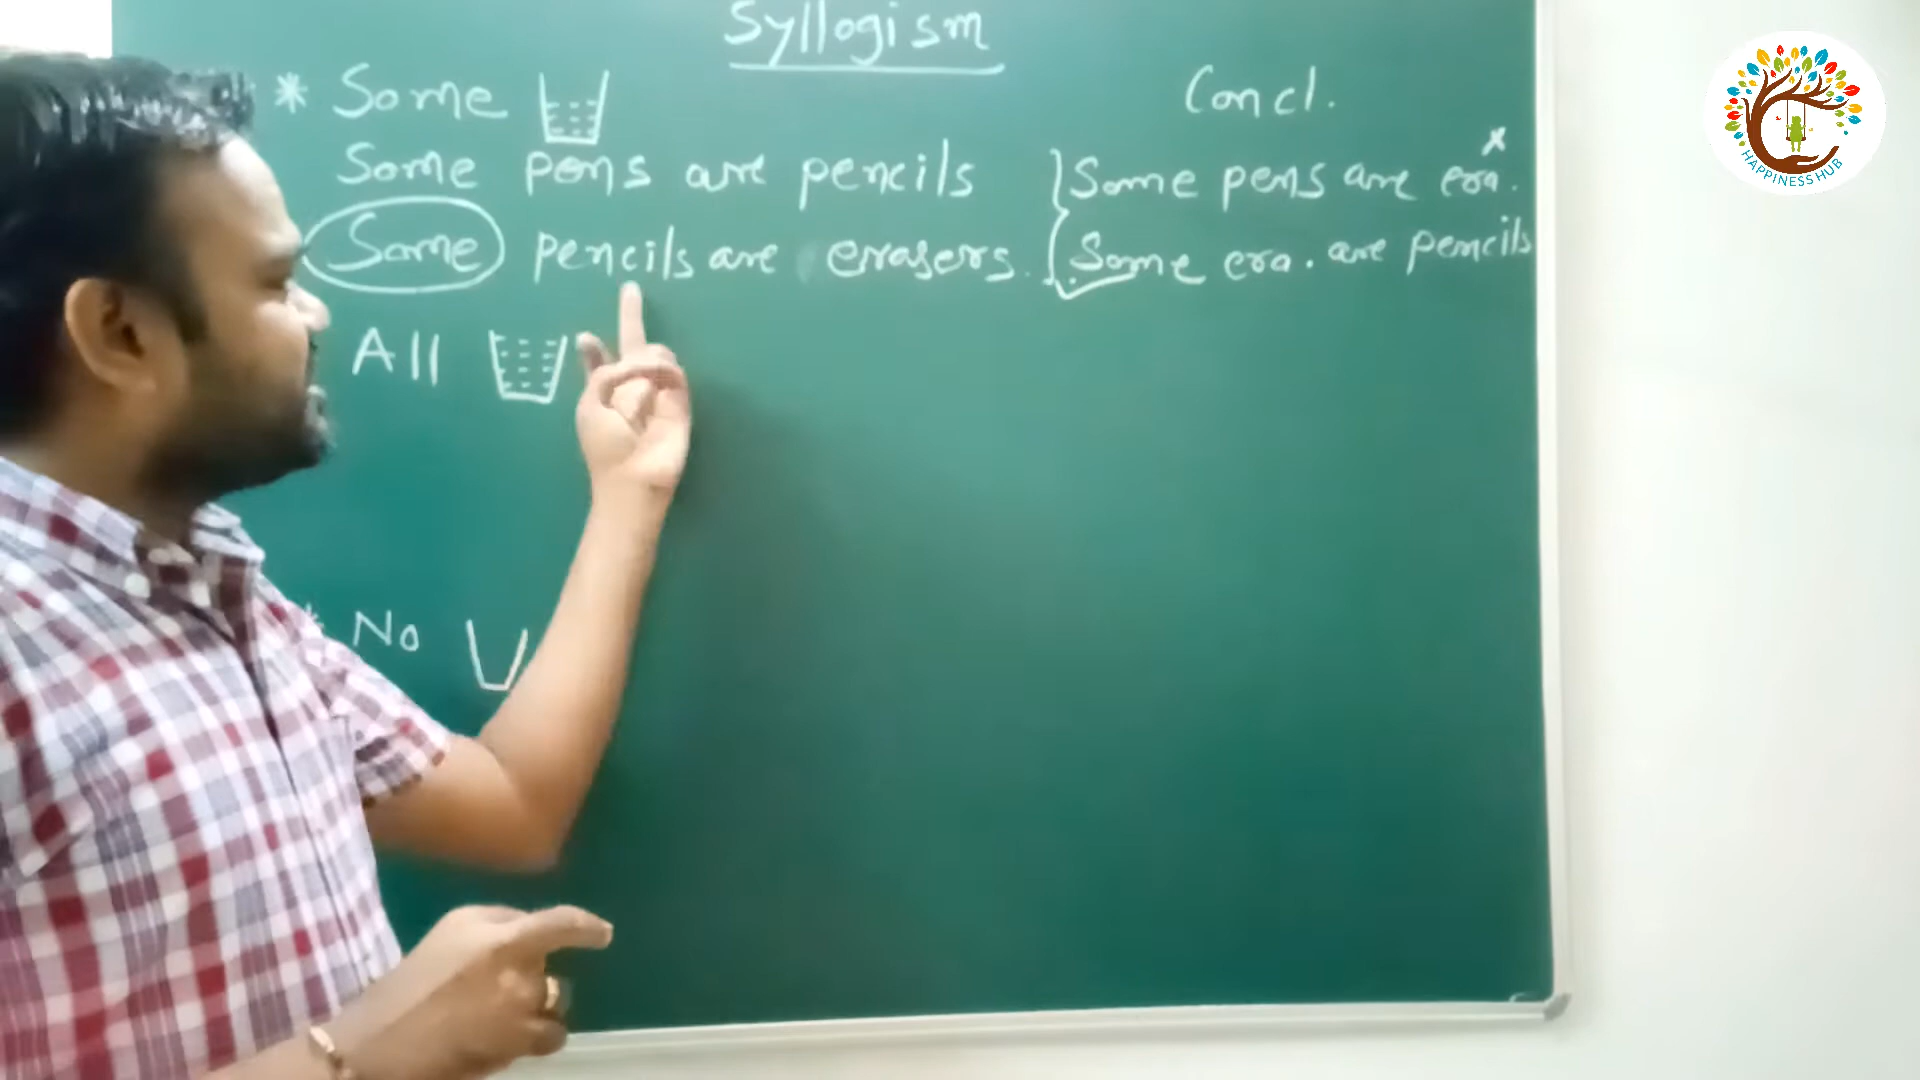 Syllogism
* Some
Concl.
Some pens are pencils
Some pens are era.
Some pencils are erasers.
Some era. are pencils
All
* No
HAPPINESS HUB